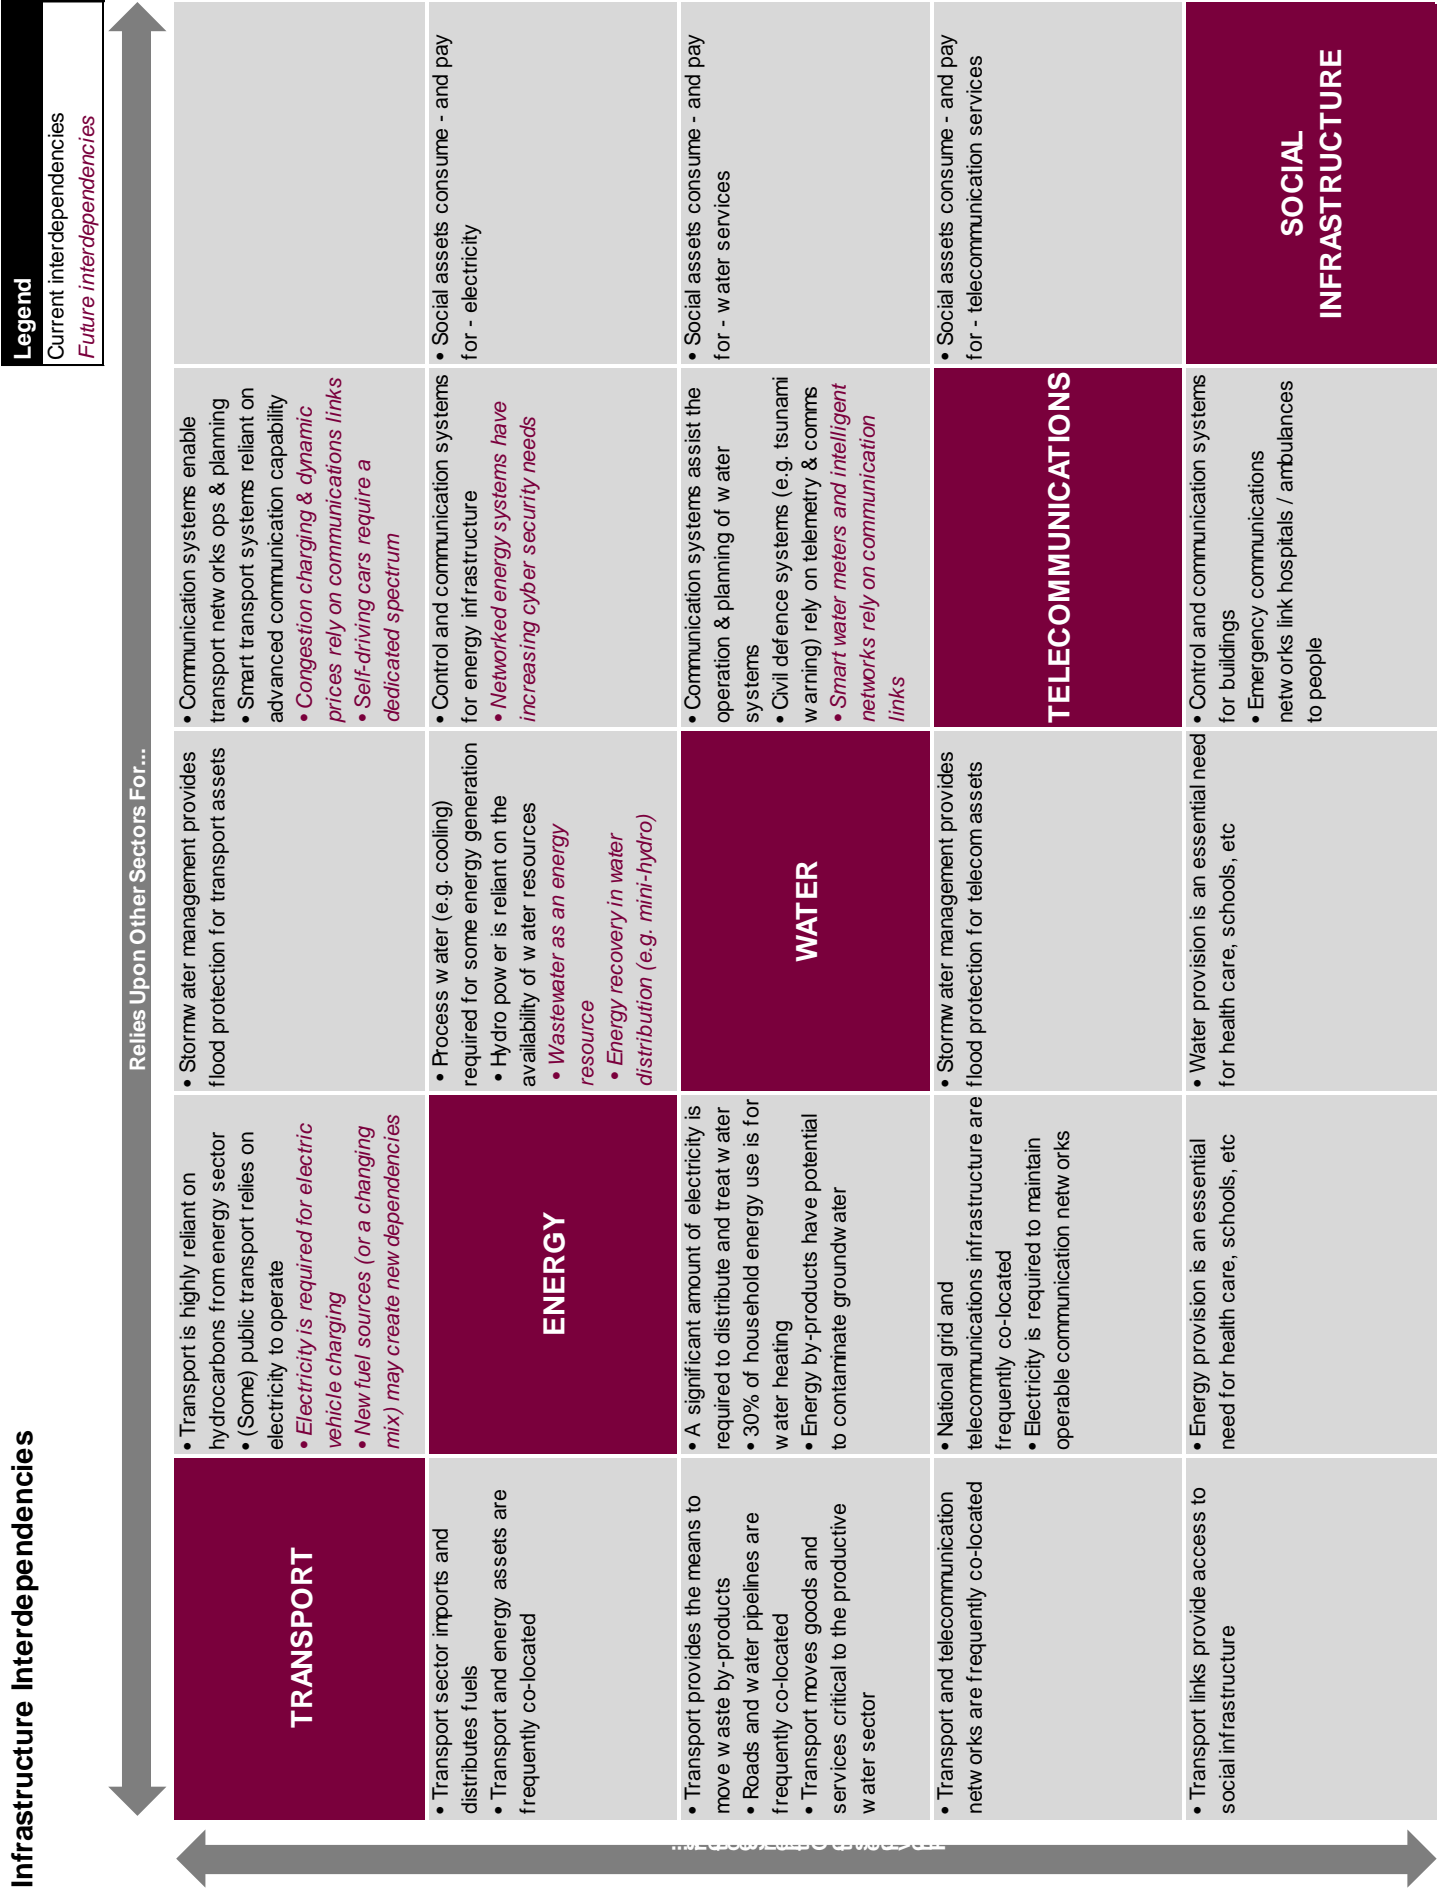 Infrastructure Interdependencies
Legend
Current interdependencies
Future interdependencies
Relies Upon Other Sectors For...
TRANSPORT
• Transport is highly reliant on
hydrocarbons from energy sector
• (Some) public transport relies on
electricity to operate
• Electricity is required for electric
vehicle charging
• New fuel sources (or a changing
mix) may create new dependencies
• Stormwater management provides
flood protection for transport assets
• Communication systems enable
transport networks ops & planning
• Smart transport systems reliant on
advanced communication capability
• Congestion charging & dynamic
prices rely on communications links
• Self-driving cars require a
dedicated spectrum
• Transport sector imports and
distributes fuels
• Transport and energy assets are
frequently co-located
ENERGY
• Process water (e.g. cooling)
required for some energy generation
• Hydro power is reliant on the
availability of water resources
• Wastewater as an energy
resource
• Energy recovery in water
distribution (e.g. mini-hydro)
• Control and communication systems
for energy infrastructure
• Networked energy systems have
increasing cyber security needs
• Social assets consume - and pay
for - electricity
• Transport provides the means to
move waste by-products
• Roads and water pipelines are
frequently co-located
• Transport moves goods and
services critical to the productive
water sector
• A significant amount of electricity is
required to distribute and treat water
• 30% of household energy use is for
water heating
• Energy by-products have potential
to contaminate groundwater
WATER
• Communication systems assist the
operation & planning of water
systems
• Civil defence systems (e.g. tsunami
warning) rely on telemetry & comms
• Smart water meters and intelligent
networks rely on communication
links
• Social assets consume - and pay
for - water services
• Transport and telecommunication
networks are frequently co-located
• National grid and
telecommunications infrastructure are
frequently co-located
• Electricity is required to maintain
operable communication networks
• Stormwater management provides
flood protection for telecom assets
TELECOMMUNICATIONS
• Social assets consume - and pay
for - telecommunication services
• Transport links provide access to
social infrastructure
• Energy provision is an essential
need for health care, schools, etc
• Water provision is an essential need
for health care, schools, etc
• Control and communication systems
for buildings
• Emergency communications
networks link hospitals / ambulances
to people
SOCIAL
INFRASTRUCTURE